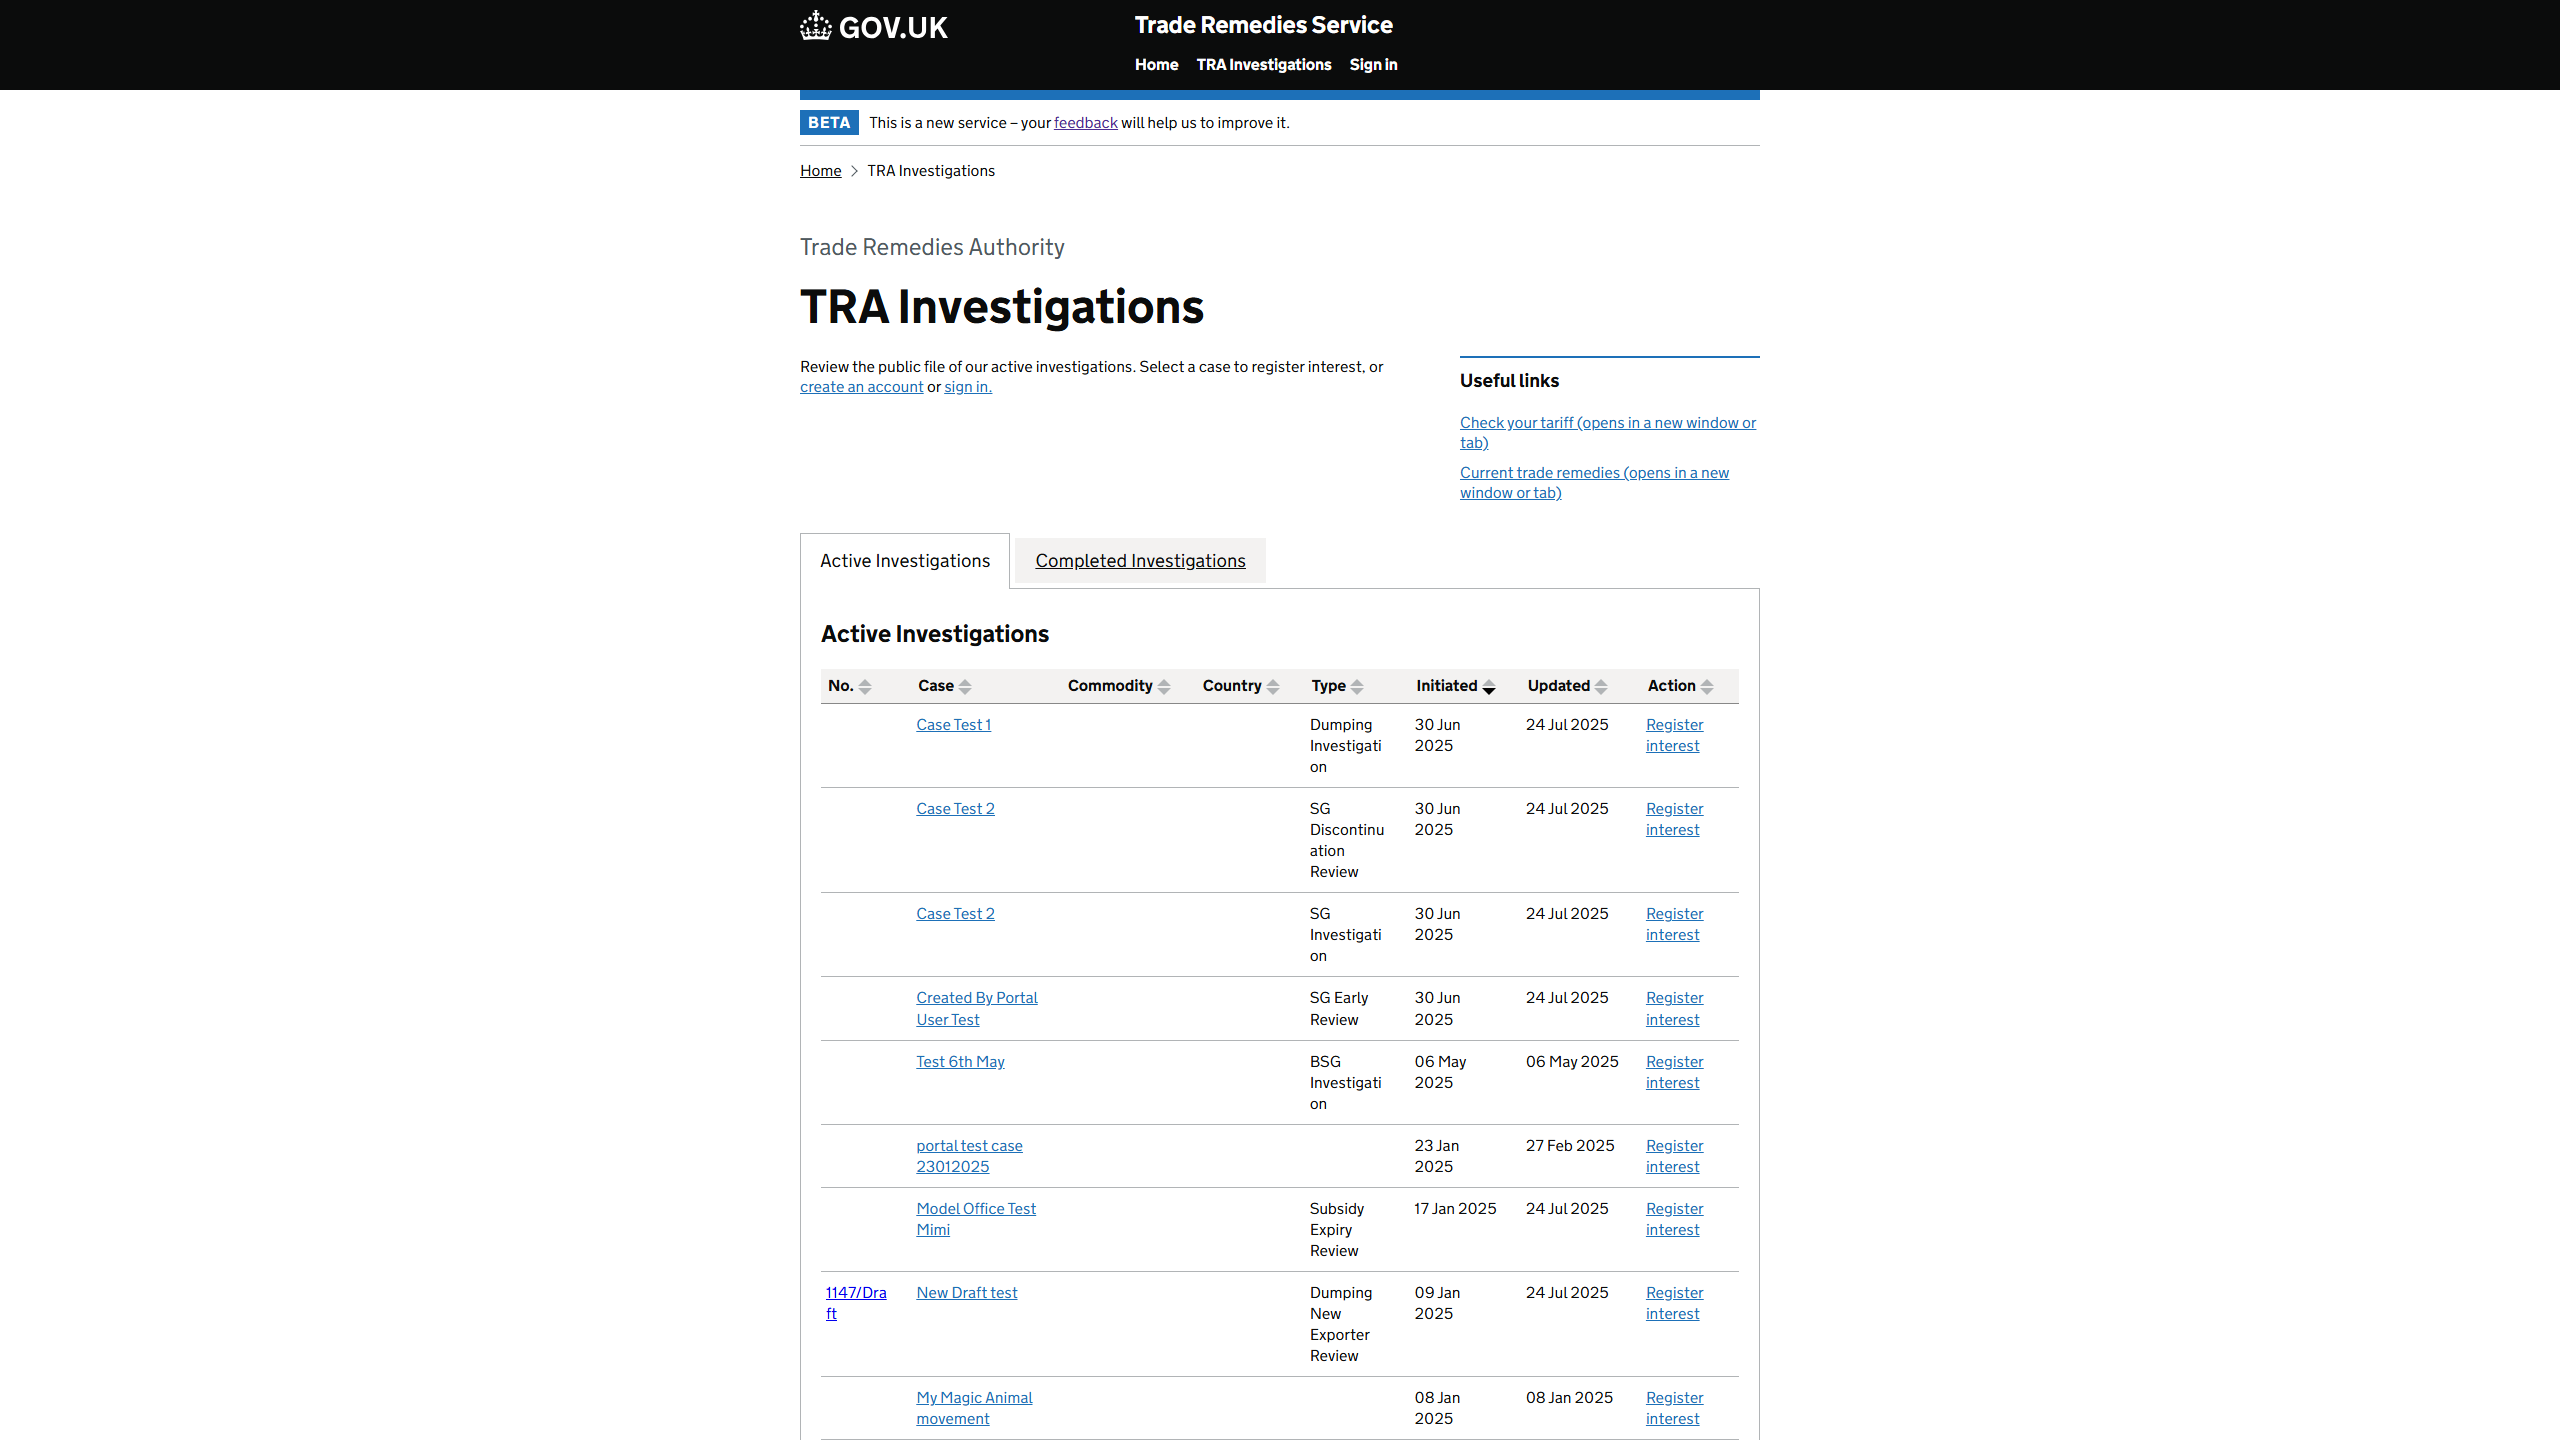 GOV.UK
Trade Remedies Service
Home TRA Investigations Sign in
BETA This is a new service – your feedback will help us to improve it.
Home TRA Investigations
Trade Remedies Authority
TRA Investigations
Review the public file of our active investigations. Select a case to register interest, or
create an account or sign in.
Useful links
Check your tariff (opens in a new window or
tab)
Current trade remedies (opens in a new
window or tab)
Active Investigations Completed Investigations
Active Investigations
No. Case Commodity Country Type Initiated Updated Action
Case Test 1 Dumping 30 Jun 24 Jul 2025 Register
Investigati 2025 interest
on
Case Test 2 SG 30 Jun 24 Jul 2025 Register
Discontinu 2025 interest
ation
Review
Case Test 2 SG 30 Jun 24 Jul 2025 Register
Investigati 2025 interest
on
Created By Portal SG Early 30 Jun 24 Jul 2025 Register
User Test Review 2025 interest
Test 6th May BSG 06 May 06 May 2025 Register
Investigati 2025 interest
on
portal test case 23 Jan 27 Feb 2025 Register
23012025 2025 interest
Model Office Test Subsidy 17 Jan 2025 24 Jul 2025 Register
Mimi Expiry interest
Review
1147/Dra New Draft test Dumping 09 Jan 24 Jul 2025 Register
ft New 2025 interest
Exporter
Review
My Magic Animal 08 Jan 08 Jan 2025 Register
movement 2025 interest